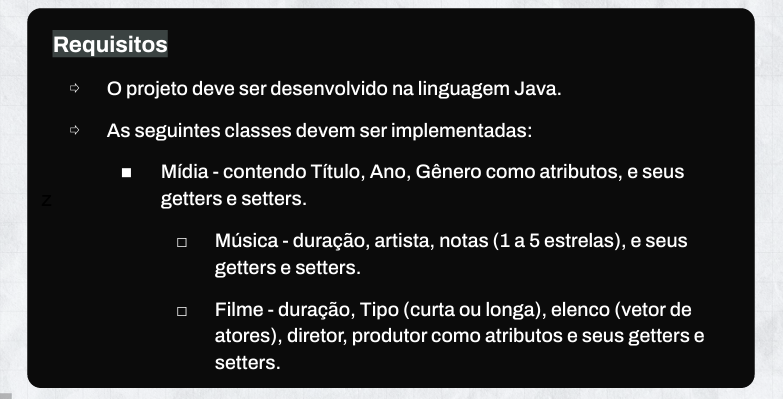 Requisitos
⇨ O projeto deve ser desenvolvido na linguagem Java.
⇨ As seguintes classes devem ser implementadas:
■ Mídia - contendo Título, Ano, Gênero como atributos, e seus
getters e setters.
z
□ Música - duração, artista, notas (1 a 5 estrelas), e seus
getters e setters.
□ Filme - duração, Tipo (curta ou longa), elenco (vetor de
atores), diretor, produtor como atributos e seus getters e
setters.